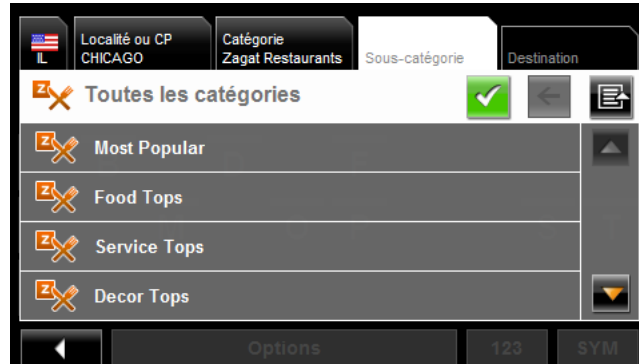 IL
Localité ou CP
CHICAGO
Catégorie
Zagat Restaurants
Sous-catégorie
Destination
Z
Toutes les catégories
Z
Most Popular
Z
Food Tops
Z
Service Tops
Z
Decor Tops
Options
123
SYM